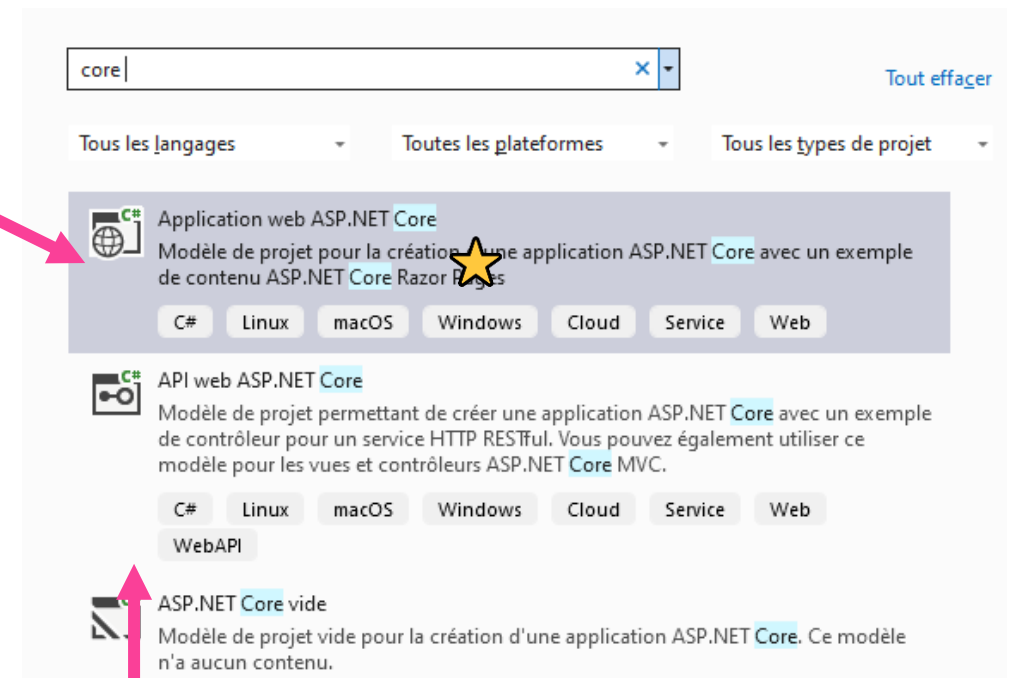 core
Tout effacer
Tous les langages
Toutes les plateformes
Tous les types de projet
C#
Application web ASP.NET Core
Modèle de projet pour la création une application ASP.NET Core avec un exemple
de contenu ASP.NET Core Razor Pages
C# Linux macOS Windows Cloud Service Web
C#
API web ASP.NET Core
Modèle de projet permettant de créer une application ASP.NET Core avec un exemple
de contrôleur pour un service HTTP RESTful. Vous pouvez également utiliser ce
modèle pour les vues et contrôleurs ASP.NET Core MVC.
C# Linux macOS Windows Cloud Service Web
WebAPI
ASP.NET Core vide
Modèle de projet vide pour la création d'une application ASP.NET Core. Ce modèle
n'a aucun contenu.